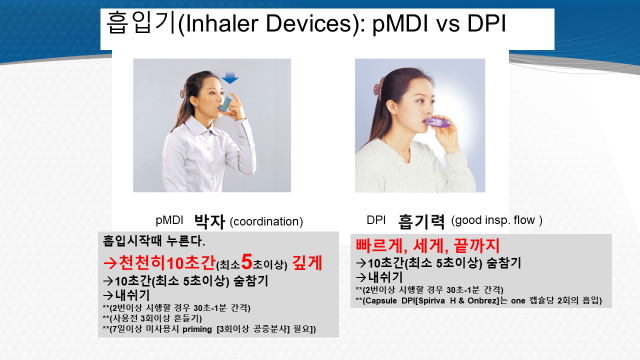 흡입기(Inhaler Devices): pMDI vs DPI
pMDI 박자 (coordination)
흡입시작때 누른다.
→천천히10초간(최소5초이상) 깊게
→10초간(최소 5초이상) 숨참기
→내쉬기
**(2번이상 시행할 경우 30초-1분 간격)
**(사용전 3회이상 흔들기)
**(7일이상 미사용시 priming [3회이상 공중분사] 필요])
DPI 흡기력 (good insp. flow )
빠르게, 세게, 끝까지
→10초간(최소 5초이상) 숨참기
→내쉬기
**(2번이상 시행할 경우 30초-1분 간격)
**(Capsule DPI[Spiriva H & Onbrez]는 one 캡슐당 2회의 흡입)